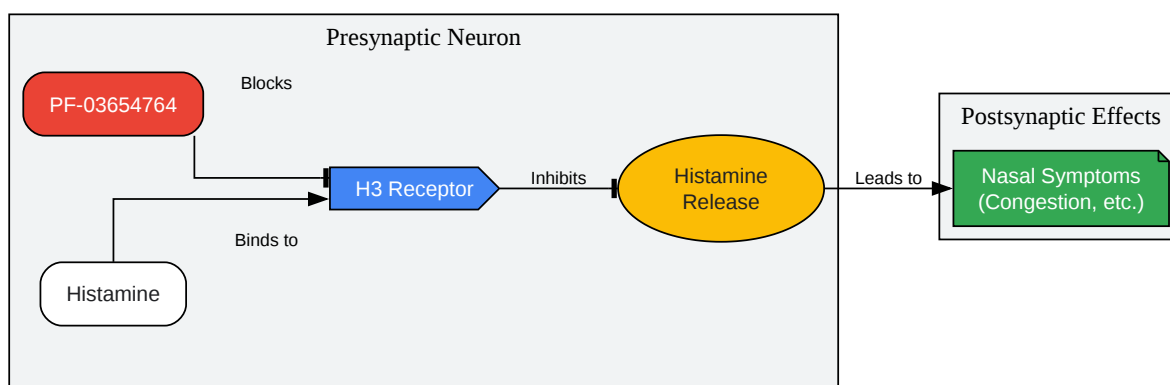 Presynaptic Neuron
PF-03654764
Blocks
H3 Receptor
Inhibits
Histamine
Release
Leads to
Postsynaptic Effects
Nasal Symptoms
(Congestion, etc.)
Binds to
Histamine